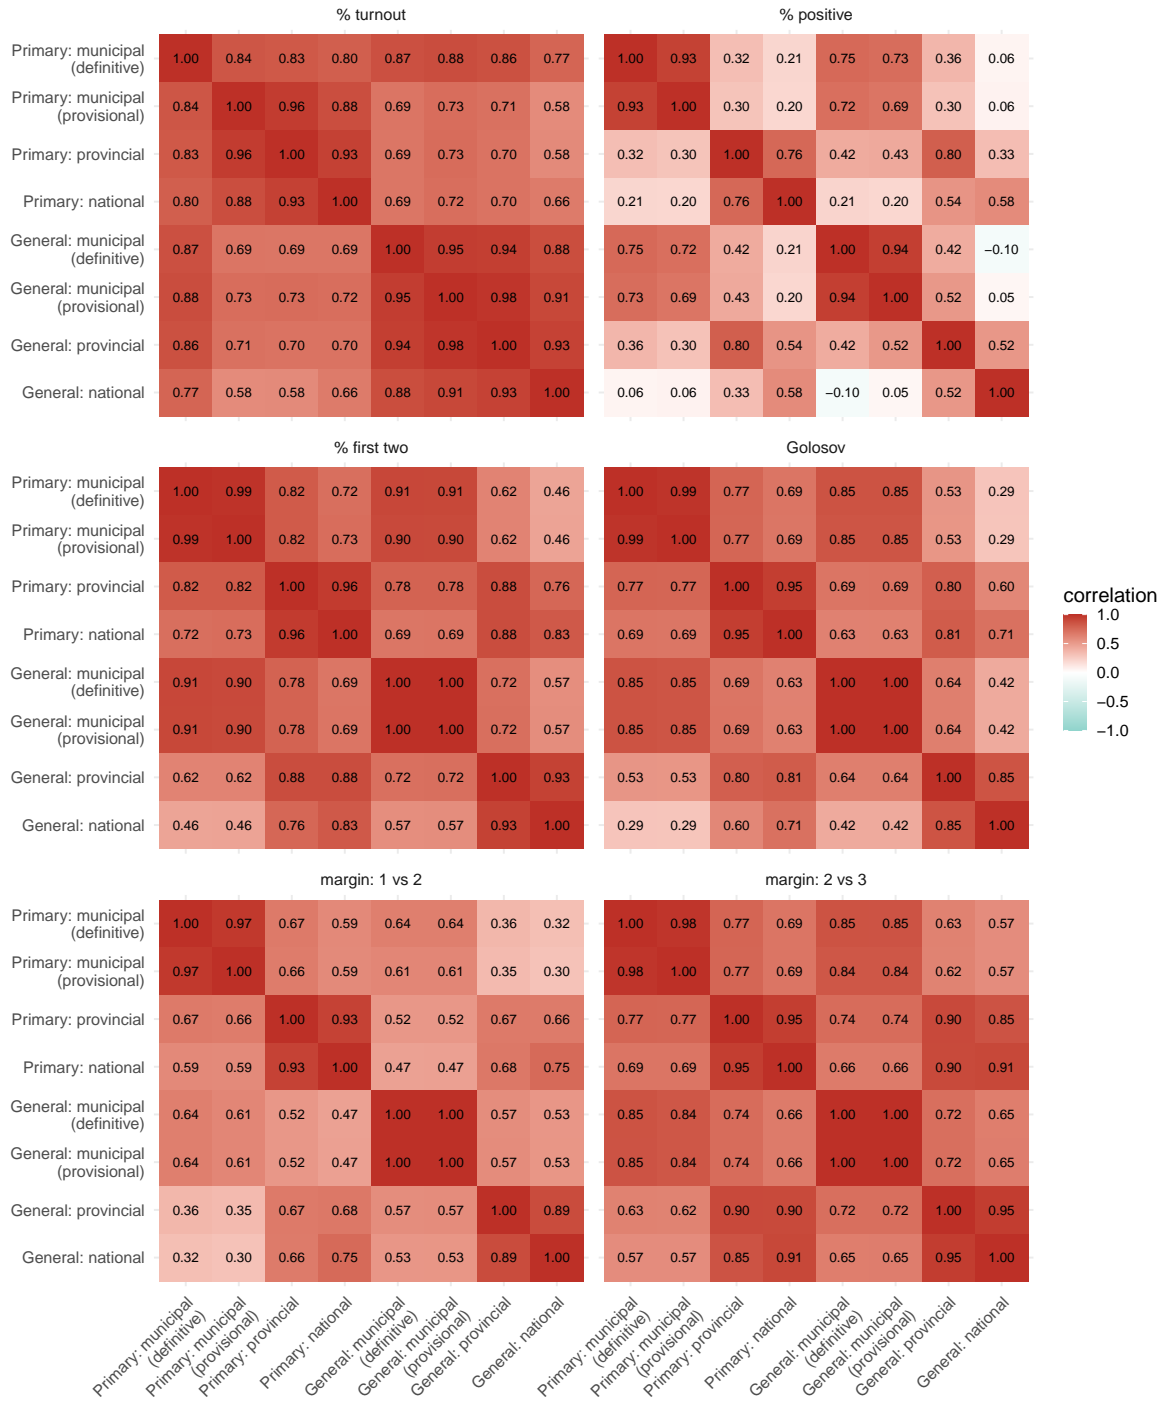 % turnout
% positive
Primary: municipal
(definitive)
1.00 0.84 0.83 0.80 0.87 0.88 0.86 0.77
1.00 0.93 0.32 0.21 0.75 0.73 0.36 0.06
Primary: municipal
(provisional)
0.84 1.00 0.96 0.88 0.69 0.73 0.71 0.58
0.93 1.00 0.30 0.20 0.72 0.69 0.30 0.06
Primary: provincial
0.83 0.96 1.00 0.93 0.69 0.73 0.70 0.58
0.32 0.30 1.00 0.76 0.42 0.43 0.80 0.33
Primary: national
0.80 0.88 0.93 1.00 0.69 0.72 0.70 0.66
0.21 0.20 0.76 1.00 0.21 0.20 0.54 0.58
General: municipal
(definitive)
0.87 0.69 0.69 0.69 1.00 0.95 0.94 0.88
0.75 0.72 0.42 0.21 1.00 0.94 0.42 −0.10
General: municipal
(provisional)
0.88 0.73 0.73 0.72 0.95 1.00 0.98 0.91
0.73 0.69 0.43 0.20 0.94 1.00 0.52 0.05
General: provincial
0.86 0.71 0.70 0.70 0.94 0.98 1.00 0.93
0.36 0.30 0.80 0.54 0.42 0.52 1.00 0.52
General: national
0.77 0.58 0.58 0.66 0.88 0.91 0.93 1.00
0.06 0.06 0.33 0.58 −0.10 0.05 0.52 1.00
% first two
Golosov
Primary: municipal
(definitive)
1.00 0.99 0.82 0.72 0.91 0.91 0.62 0.46
1.00 0.99 0.77 0.69 0.85 0.85 0.53 0.29
Primary: municipal
(provisional)
0.99 1.00 0.82 0.73 0.90 0.90 0.62 0.46
0.99 1.00 0.77 0.69 0.85 0.85 0.53 0.29
Primary: provincial
0.82 0.82 1.00 0.96 0.78 0.78 0.88 0.76
0.77 0.77 1.00 0.95 0.69 0.69 0.80 0.60
Primary: national
0.72 0.73 0.96 1.00 0.69 0.69 0.88 0.83
0.69 0.69 0.95 1.00 0.63 0.63 0.81 0.71
General: municipal
(definitive)
0.91 0.90 0.78 0.69 1.00 1.00 0.72 0.57
0.85 0.85 0.69 0.63 1.00 1.00 0.64 0.42
General: municipal
(provisional)
0.91 0.90 0.78 0.69 1.00 1.00 0.72 0.57
0.85 0.85 0.69 0.63 1.00 1.00 0.64 0.42
General: provincial
0.62 0.62 0.88 0.88 0.72 0.72 1.00 0.93
0.53 0.53 0.80 0.81 0.64 0.64 1.00 0.85
General: national
0.46 0.46 0.76 0.83 0.57 0.57 0.93 1.00
0.29 0.29 0.60 0.71 0.42 0.42 0.85 1.00
correlation
1.0
0.5
0.0
−0.5
−1.0
margin: 1 vs 2
margin: 2 vs 3
Primary: municipal
(definitive)
1.00 0.97 0.67 0.59 0.64 0.64 0.36 0.32
1.00 0.98 0.77 0.69 0.85 0.85 0.63 0.57
Primary: municipal
(provisional)
0.97 1.00 0.66 0.59 0.61 0.61 0.35 0.30
0.98 1.00 0.77 0.69 0.84 0.84 0.62 0.57
Primary: provincial
0.67 0.66 1.00 0.93 0.52 0.52 0.67 0.66
0.77 0.77 1.00 0.95 0.74 0.74 0.90 0.85
Primary: national
0.59 0.59 0.93 1.00 0.47 0.47 0.68 0.75
0.69 0.69 0.95 1.00 0.66 0.66 0.90 0.91
General: municipal
(definitive)
0.64 0.61 0.52 0.47 1.00 1.00 0.57 0.53
0.85 0.84 0.74 0.66 1.00 1.00 0.72 0.65
General: municipal
(provisional)
0.64 0.61 0.52 0.47 1.00 1.00 0.57 0.53
0.85 0.84 0.74 0.66 1.00 1.00 0.72 0.65
General: provincial
0.36 0.35 0.67 0.68 0.57 0.57 1.00 0.89
0.63 0.62 0.90 0.90 0.72 0.72 1.00 0.95
General: national
0.32 0.30 0.66 0.75 0.53 0.53 0.89 1.00
0.57 0.57 0.85 0.91 0.65 0.65 0.95 1.00
Primary: municipal
(definitive)
Primary: municipal
(provisional)
Primary: provincial
Primary: national
General: municipal
(definitive)
General: municipal
(provisional)
General: provincial
General: national
Primary: municipal
(definitive)
Primary: municipal
(provisional)
Primary: provincial
Primary: national
General: municipal
(definitive)
General: municipal
(provisional)
General: provincial
General: national